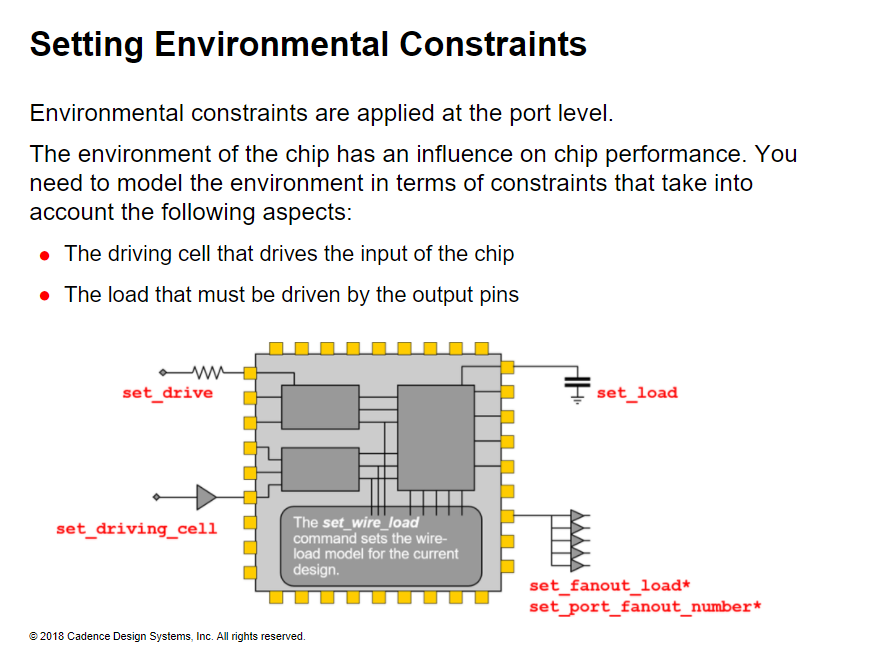 Setting Environmental Constraints
Environmental constraints are applied at the port level.
The environment of the chip has an influence on chip performance. You
need to model the environment in terms of constraints that take into
account the following aspects:
● The driving cell that drives the input of the chip
● The load that must be driven by the output pins
set_drive
set_load
set_driving_cell
The set_wire_load
command sets the wire-
load model for the current
design.
set_fanout_load*
set_port_fanout_number*
© 2018 Cadence Design Systems, Inc. All rights reserved.